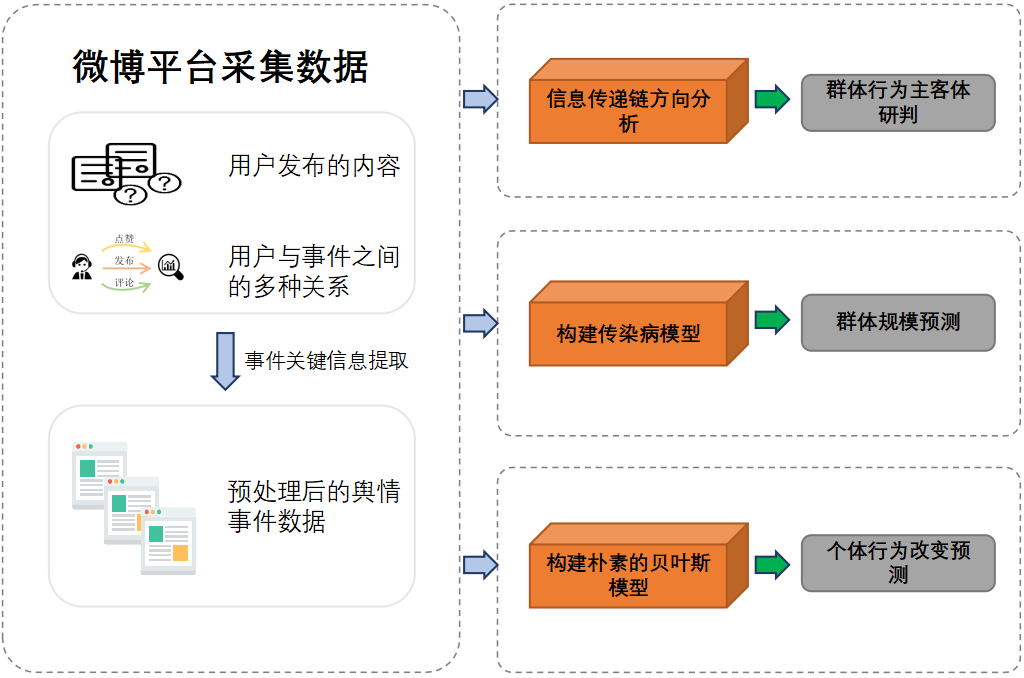 微博平台采集数据
用户发布的内容
点赞
发布
评论
用户与事件之间
的多种关系
事件关键信息提取
预处理后的舆情
事件数据
信息传递链方向分
析
群体行为主客体
研判
构建传染病模型
群体规模预测
构建朴素的贝叶斯
模型
个体行为改变预
测